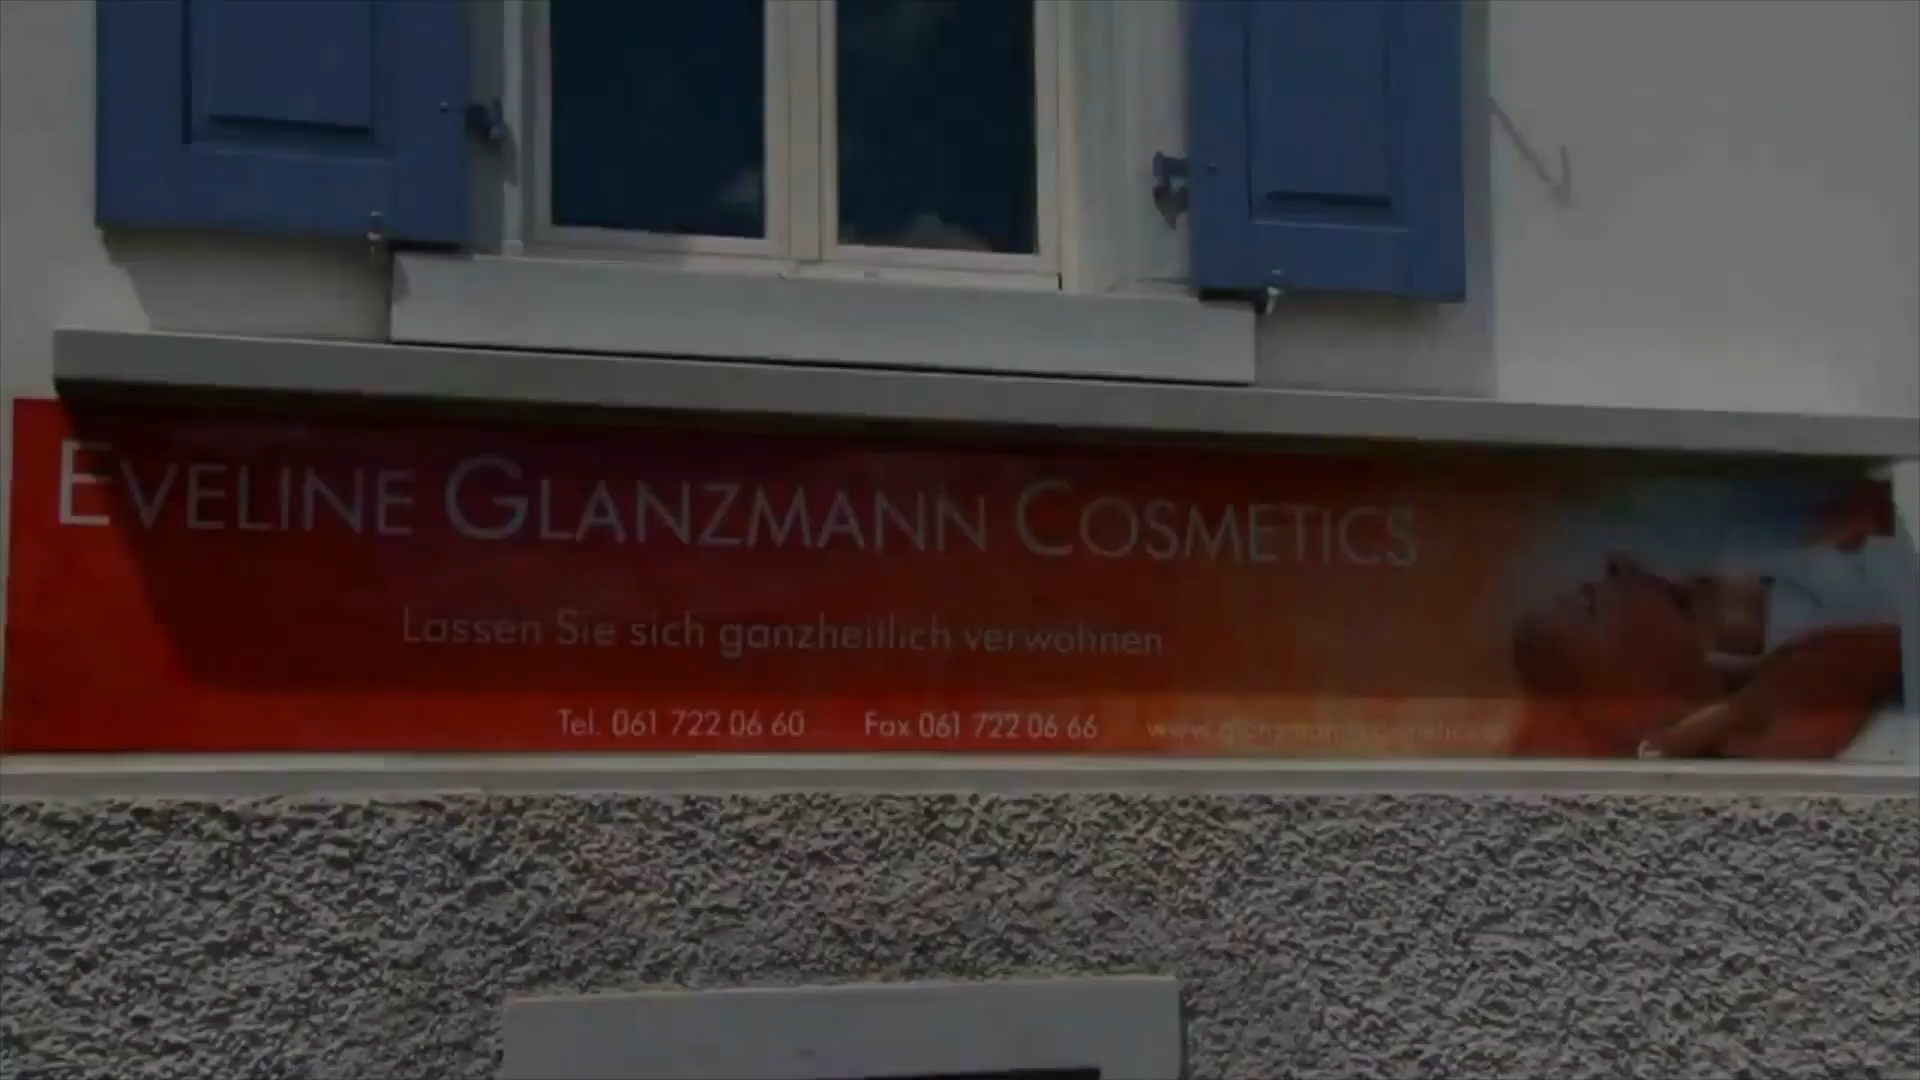 EVELINE GLANZMANN COSMETICS
Lassen Sie sich ganzheitlich verwöhnen
Tel. 061 722 06 60 Fax 061 722 06 66